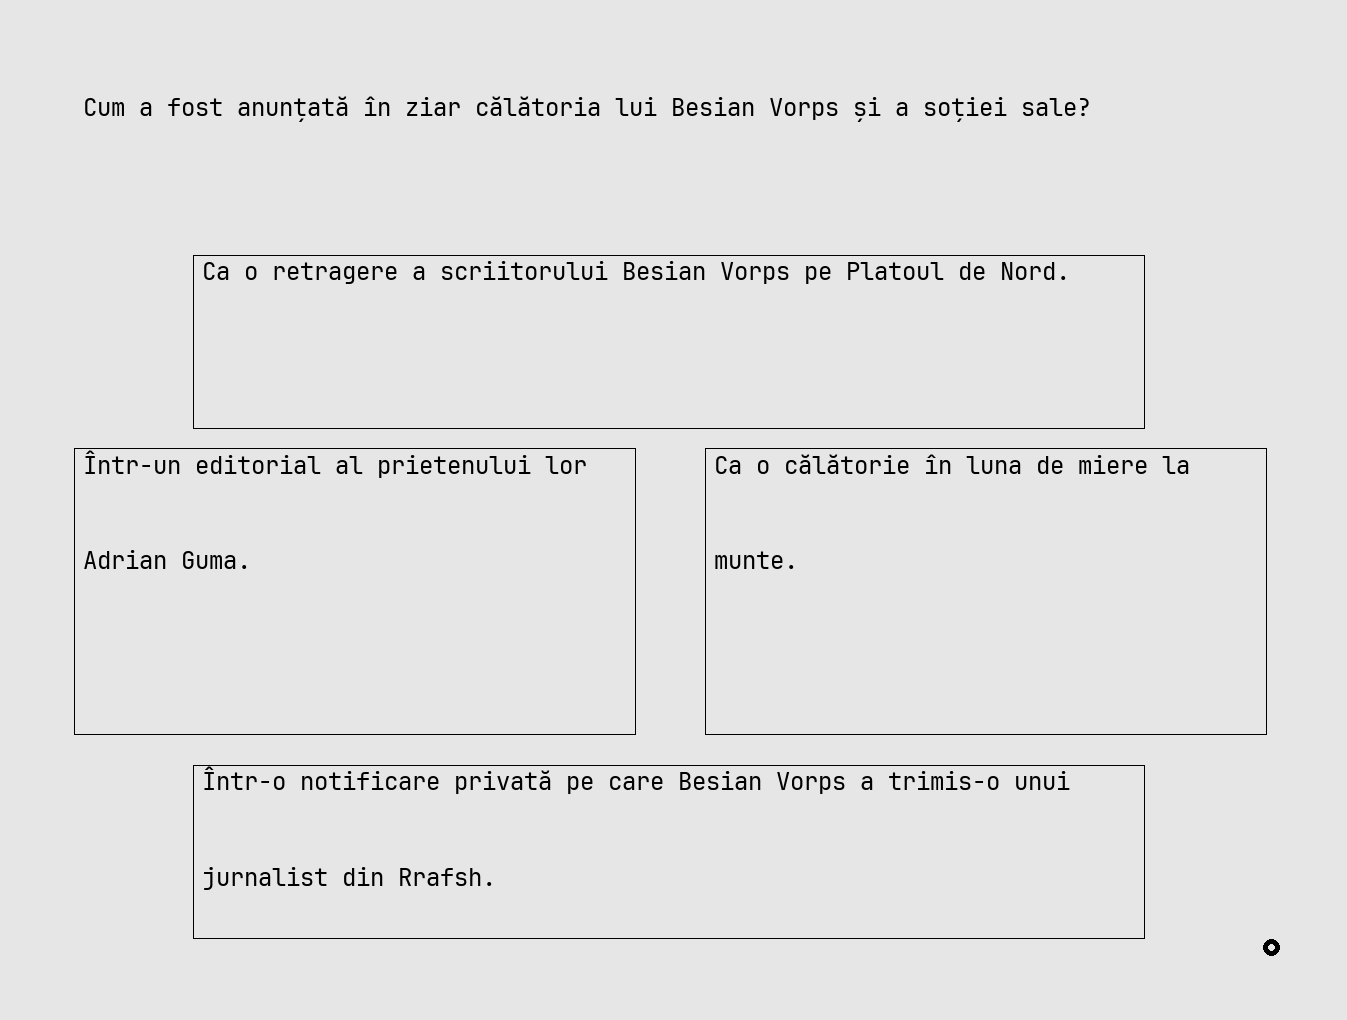 Cum a fost anunțată în ziar călătoria lui Besian Vorps și a soției sale?
Ca o retragere a scriitorului Besian Vorps pe Platoul de Nord.
Într-un editorial al prietenului lor
Adrian Guma.
Ca o călătorie în luna de miere la
munte.
Într-o notificare privată pe care Besian Vorps a trimis-o unui
jurnalist din Rrafsh.